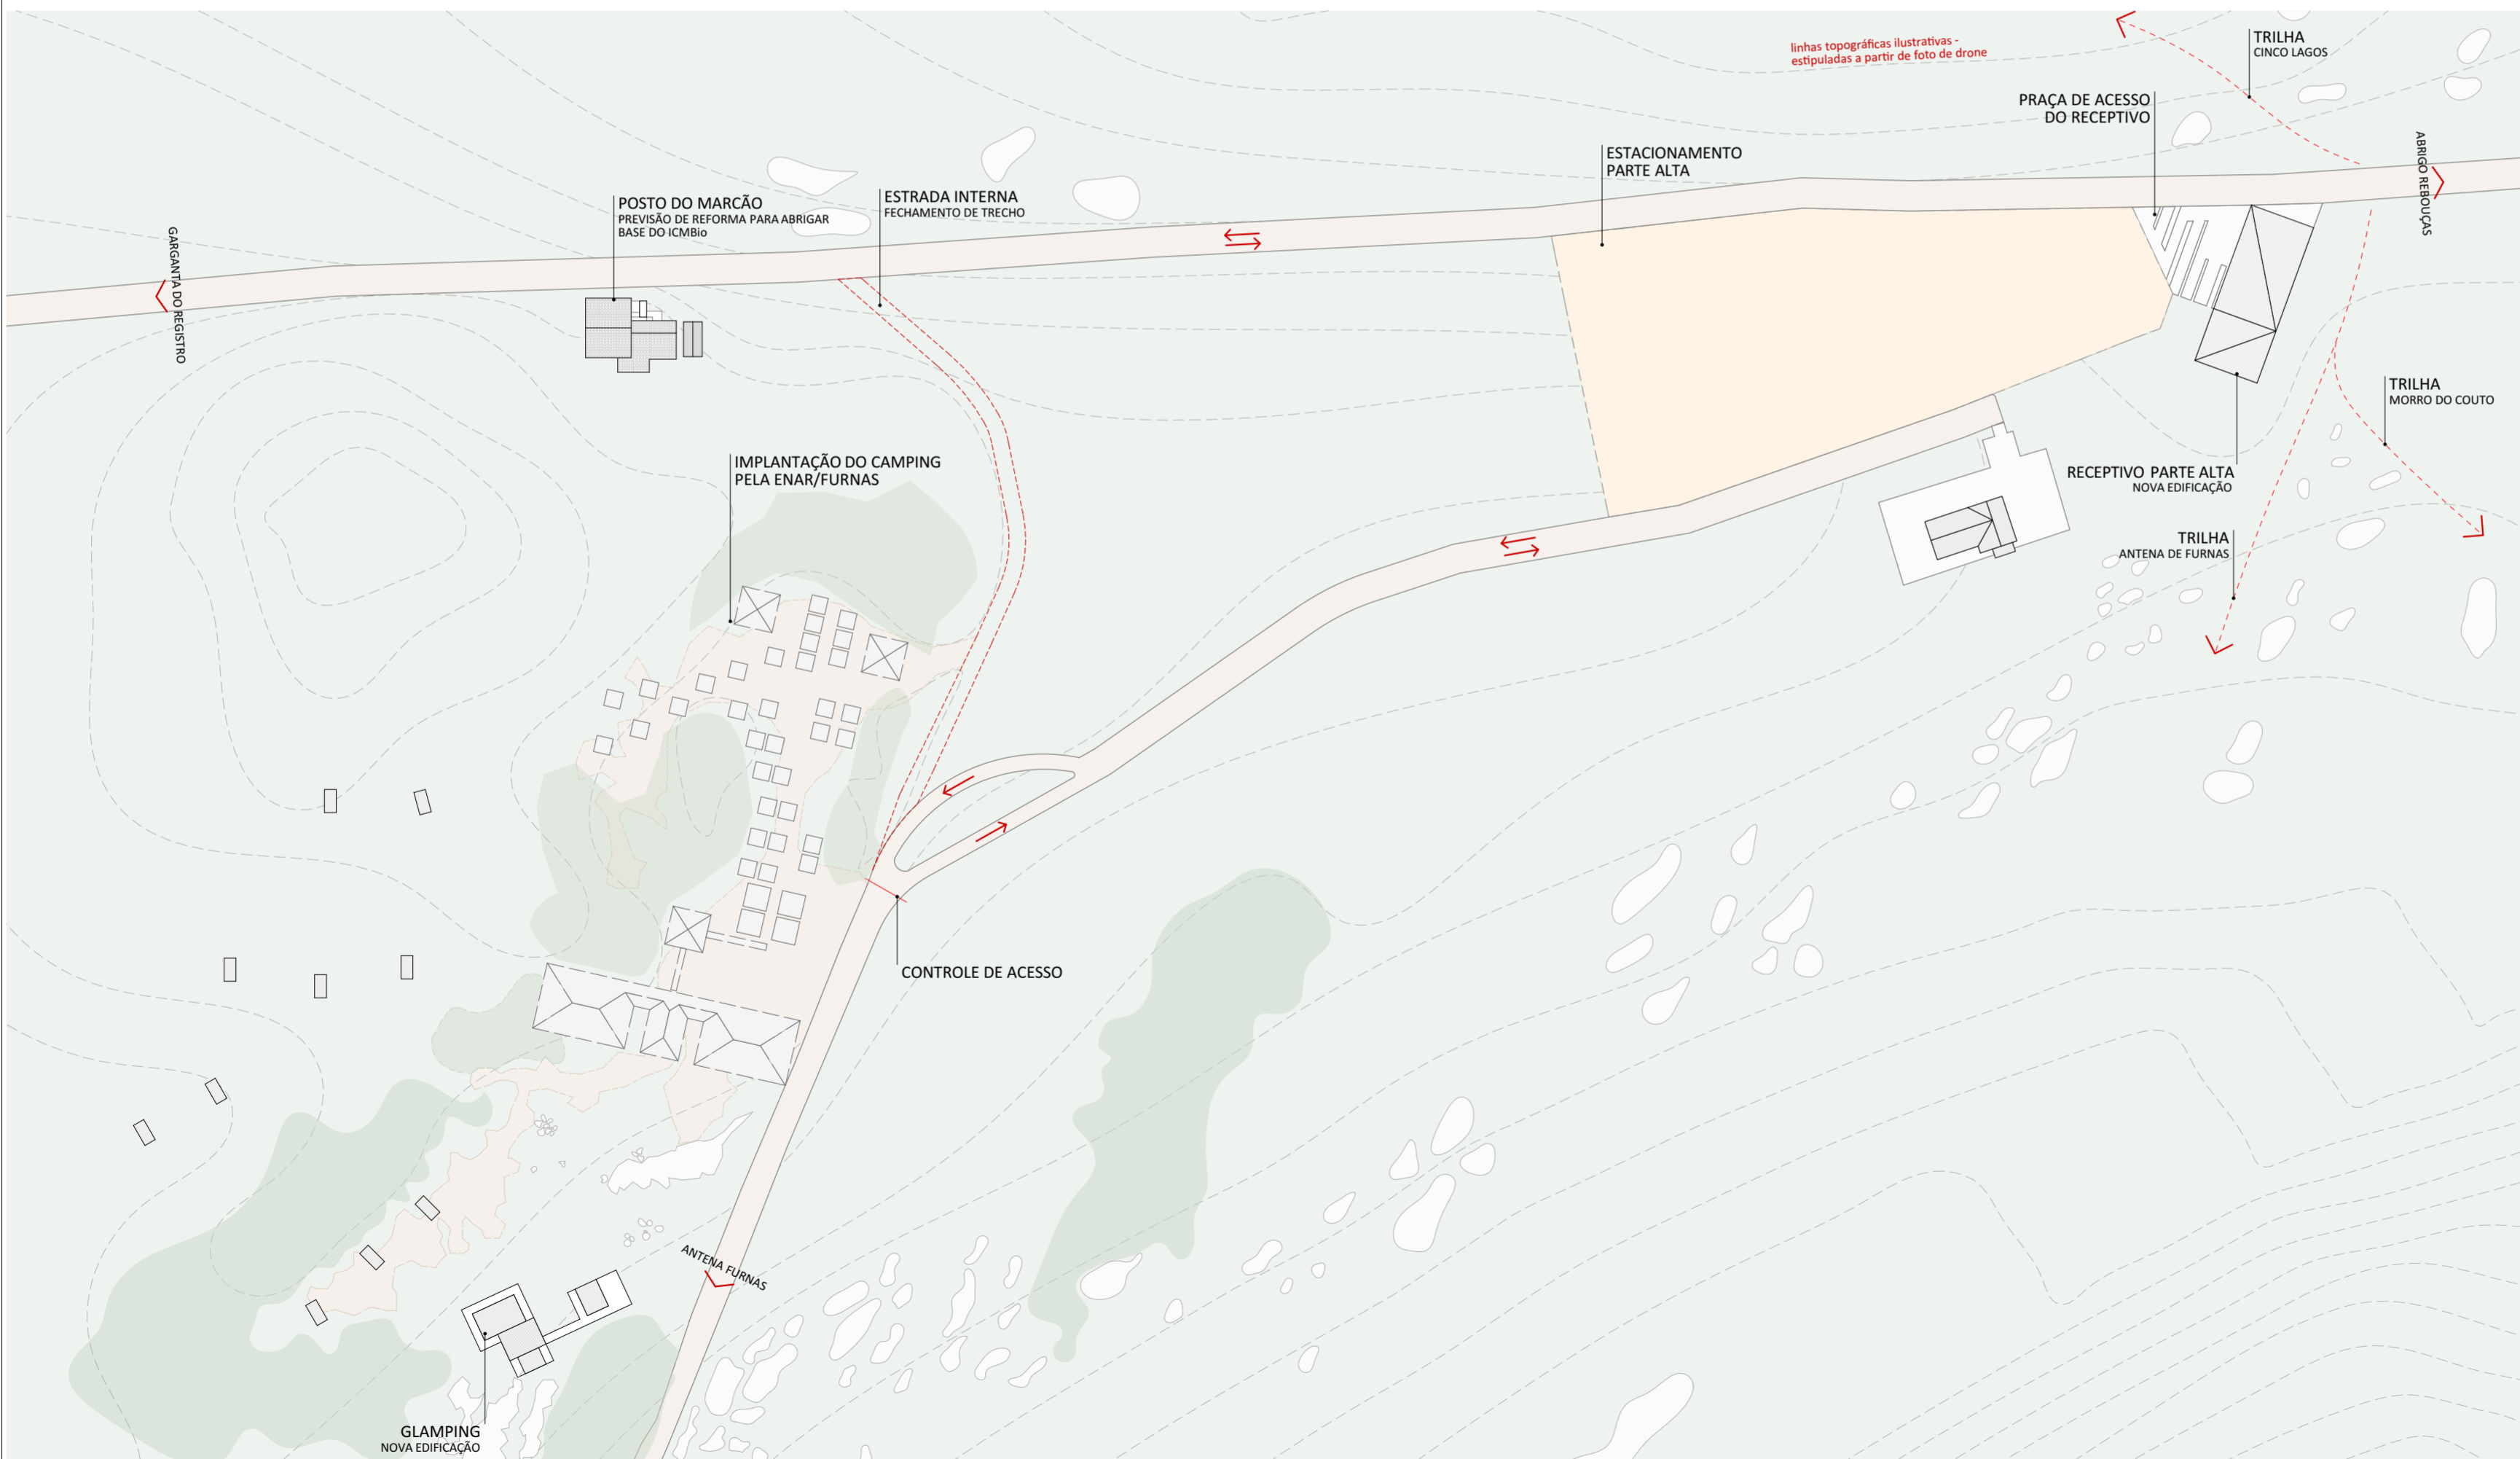 linhas topográficas ilustrativas -
estipuladas a partir de foto de drone
TRILHA
CINCO LAGOS
PRAÇA DE ACESSO
DO RECEPTIVO
ABRIGO REBOUÇAS
ESTACIONAMENTO
PARTE ALTA
ESTRADA INTERNA
FECHAMENTO DE TRECHO
POSTO DO MARCÃO
PREVISÃO DE REFORMA PARA ABRIGAR
BASE DO ICMBio
GARGANTA DO REGISTRO
TRILHA
MORRO DO COUTO
IMPLANTAÇÃO DO CAMPING
PELA ENAR/FURNAS
RECEPTIVO PARTE ALTA
NOVA EDIFICAÇÃO
TRILHA
ANTENA DE FURNAS
CONTROLE DE ACESSO
ANTENA FURNAS
GLAMPING
NOVA EDIFICAÇÃO